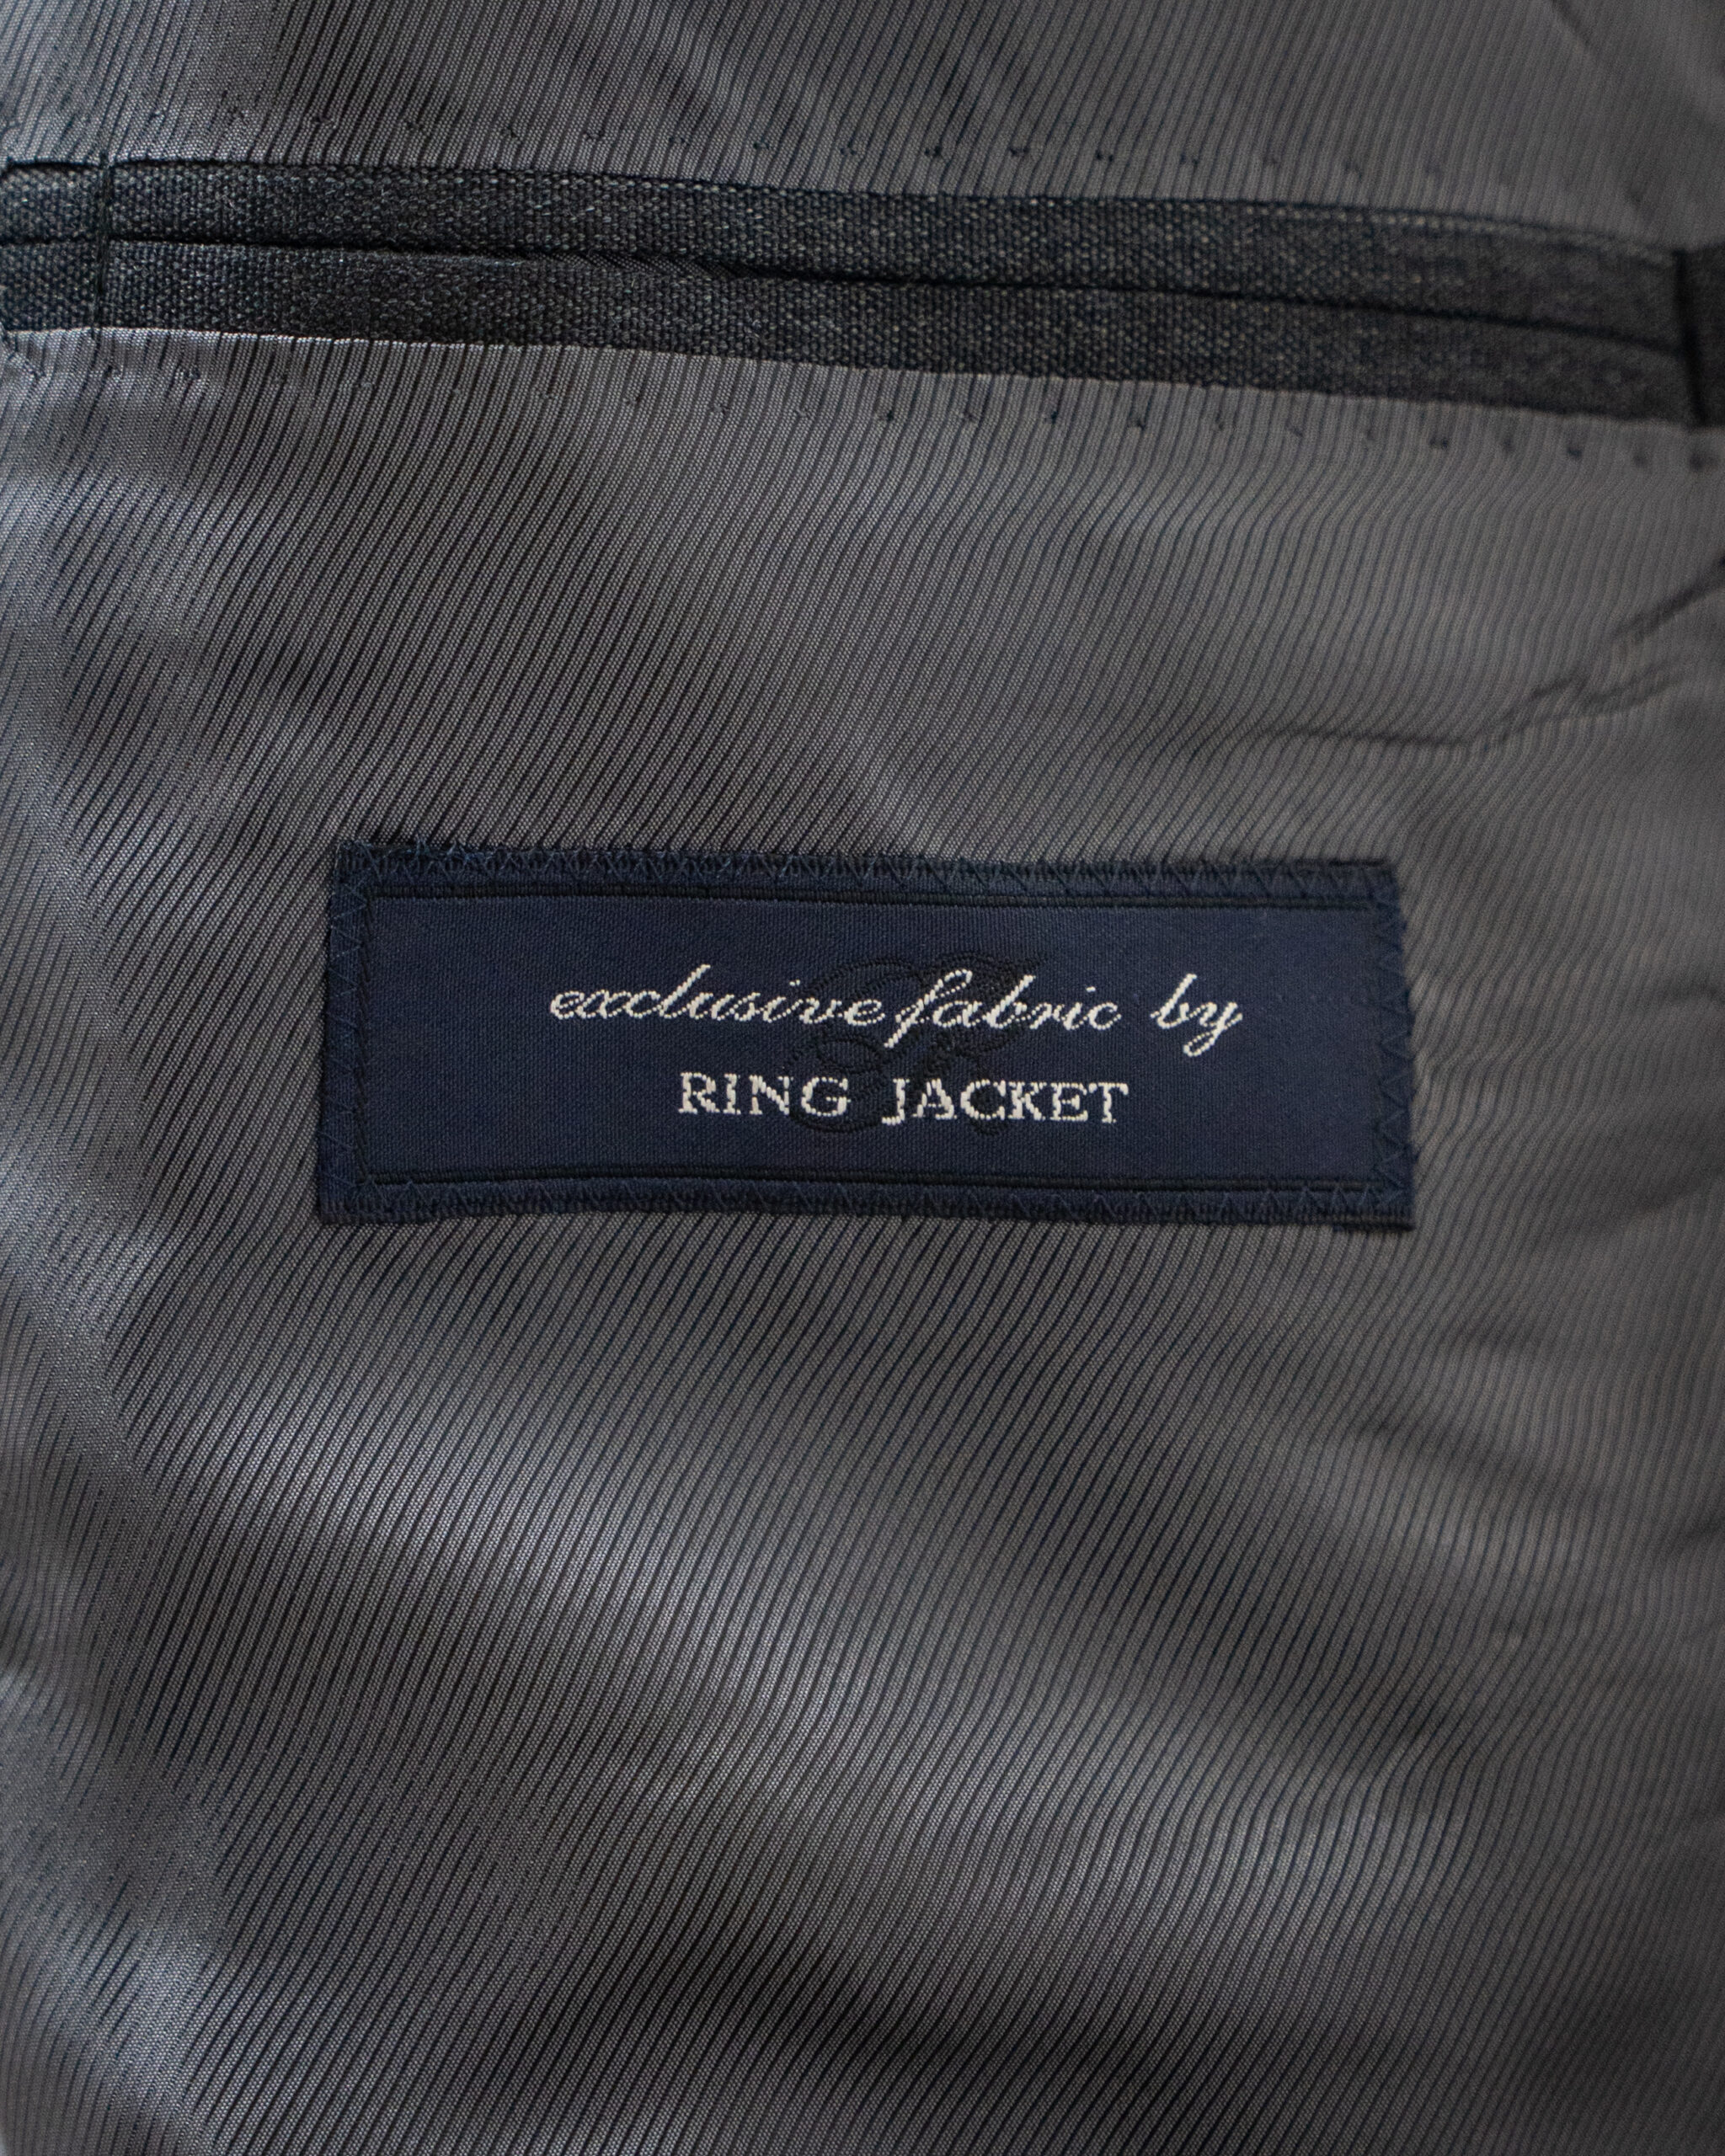 exclusive fabric by
RING JACKET